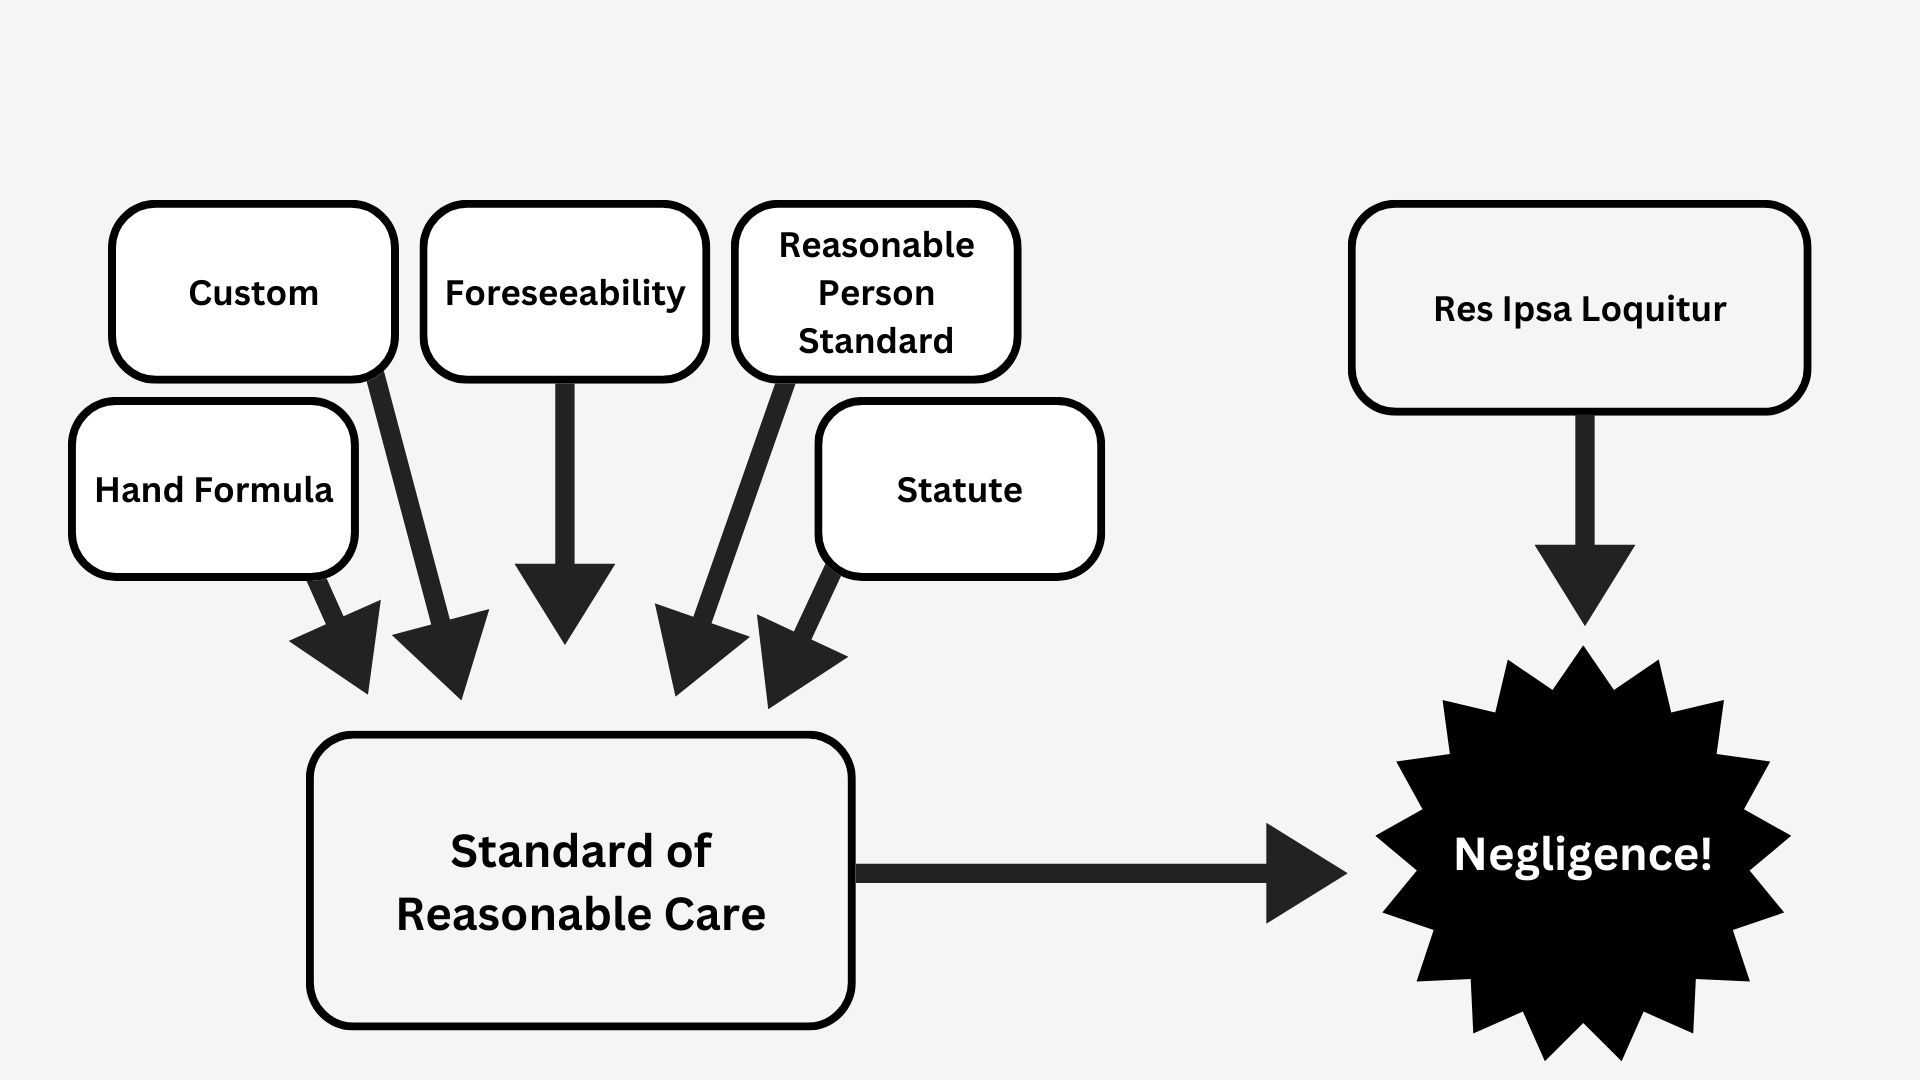 Custom
Foreseeability
Reasonable
Person
Standard
Res Ipsa Loquitur
Hand Formula
Statute
Standard of
Reasonable Care
Negligence!